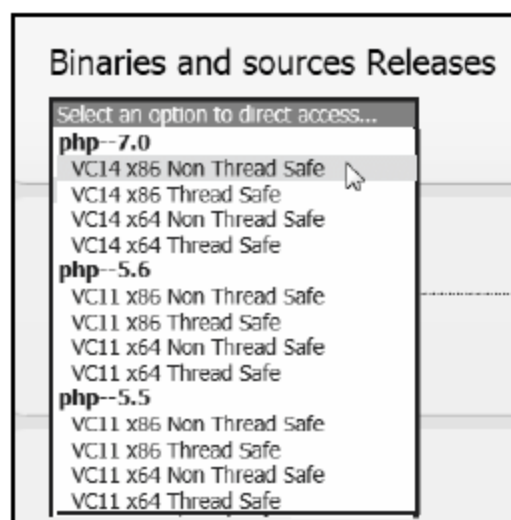 Binaries and sources Releases
Select an option to direct access...
php--7.0
VC14 x86 Non Thread Safe
VC14 x86 Thread Safe
VC14 x64 Non Thread Safe
VC14 x64 Thread Safe
php--5.6
VC11 x86 Non Thread Safe
VC11 x86 Thread Safe
VC11 x64 Non Thread Safe
VC11 x64 Thread Safe
php--5.5
VC11 x86 Non Thread Safe
VC11 x86 Thread Safe
VC11 x64 Non Thread Safe
VC11 x64 Thread Safe